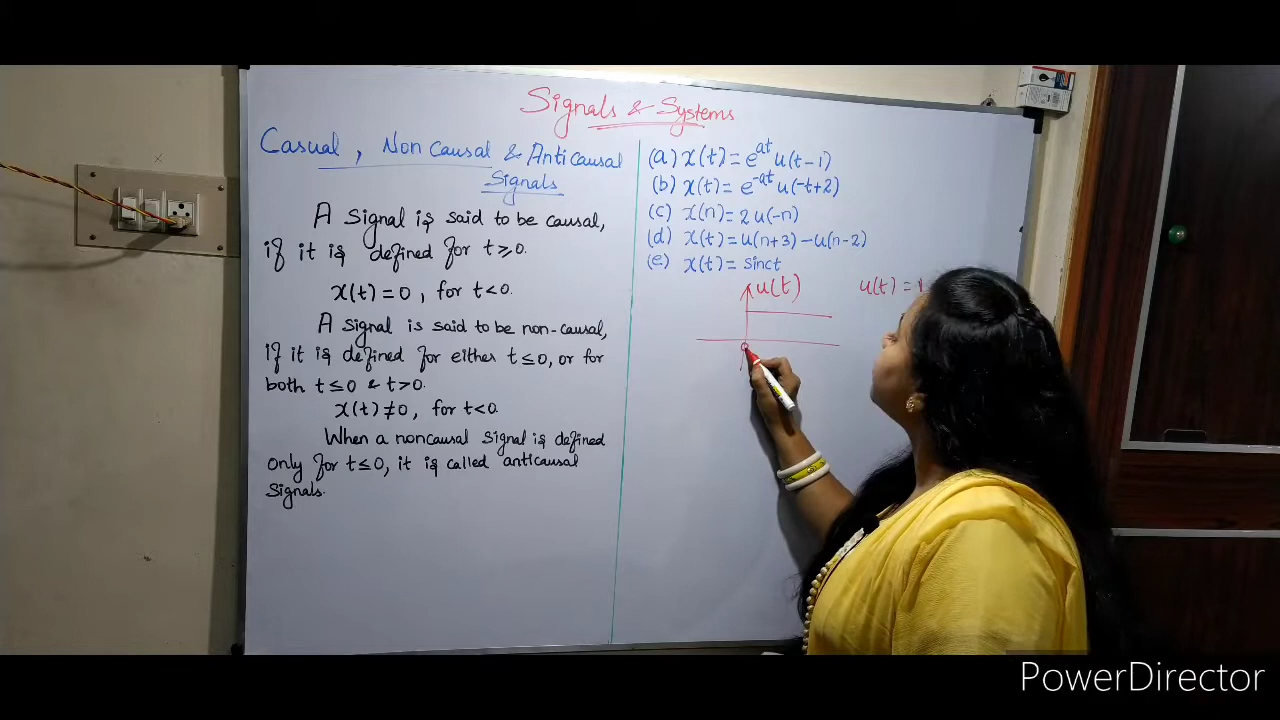 Signals & Systems
Casual, Non Causal & Anticausal
Signals
A signal is said to be causal,
if it is defined for t≥0.
x(t)=0, for t<0.
A signal is said to be non-causal,
if it is defined for either t≤0, or for
both t≤0 & t>0.
x(t)≠0, for t<0.
When a noncausal signal is defined
only for t≤0, it is called anticausal
signals.
(a) x(t)=e^{at} u(t-1)
(b) x(t)=e^{-at} u(-t+2)
(c) x(n)=2u(-n)
(d) x(t)=u(n+3)-u(n-2)
(e) x(t)= sinct
u(t)
u(t)=
PowerDirector